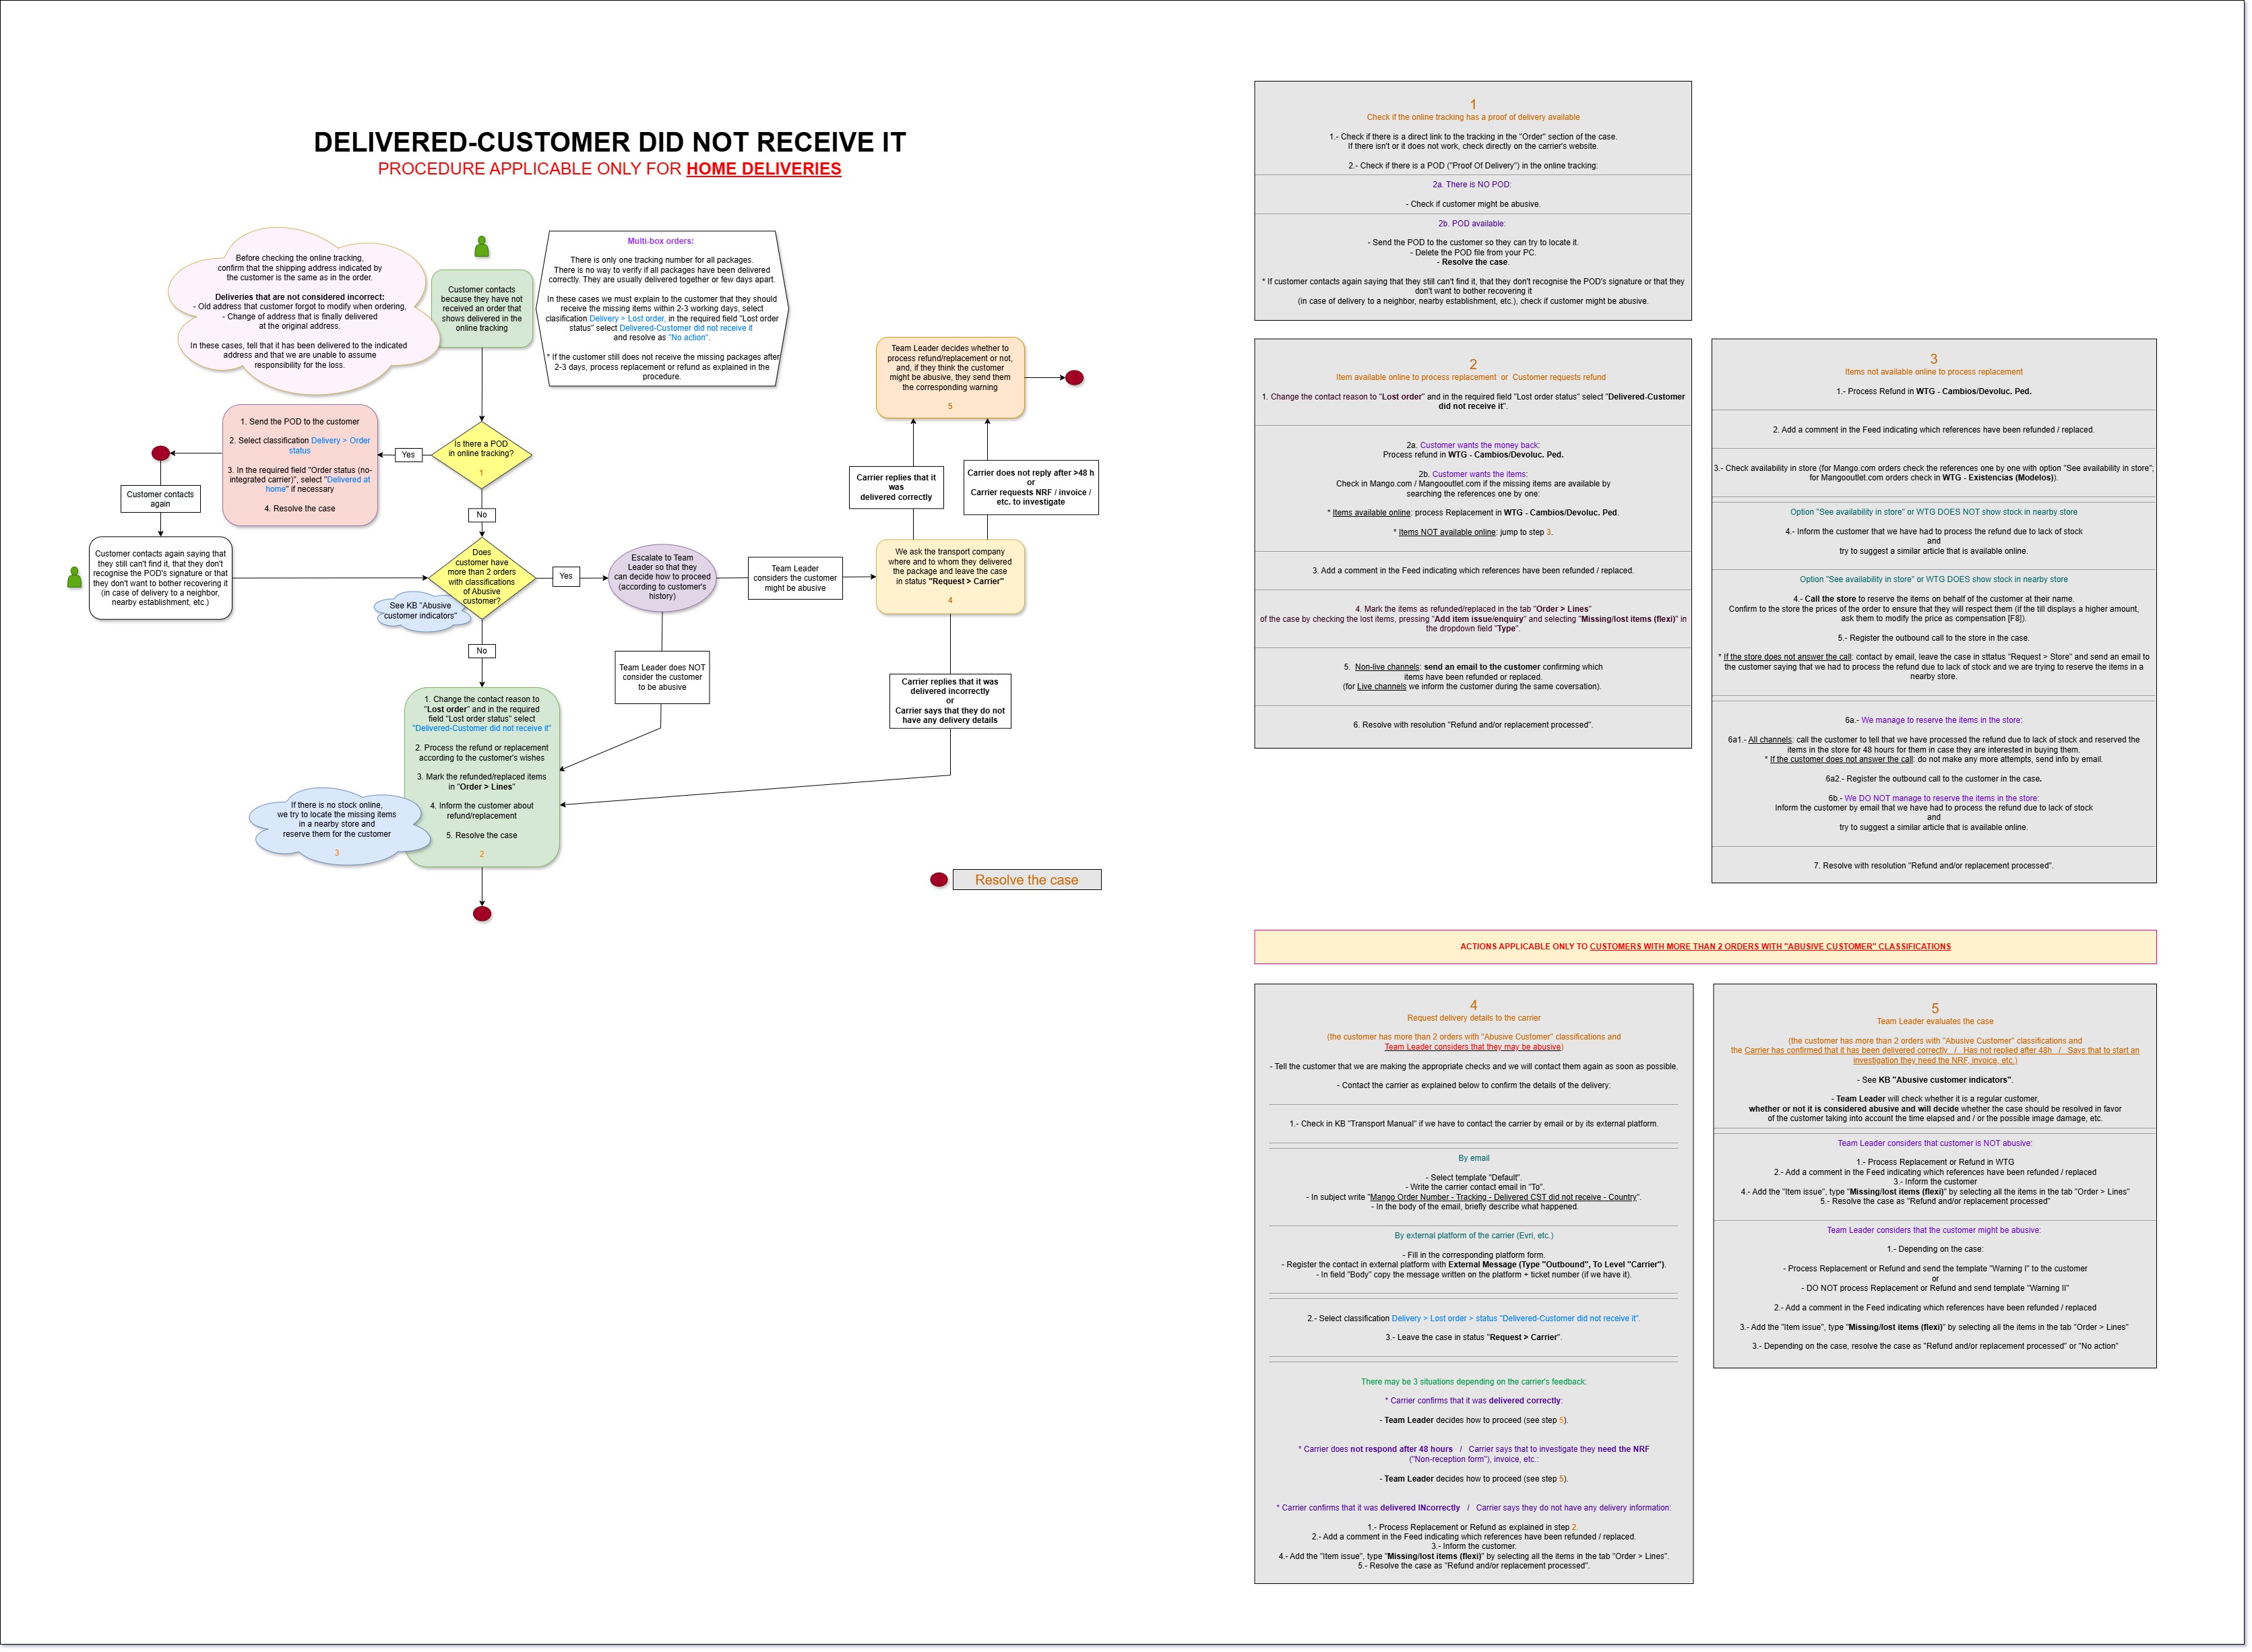 DELIVERED-CUSTOMER DID NOT RECEIVE IT
PROCEDURE APPLICABLE ONLY FOR HOME DELIVERIES
Before checking the online tracking,
confirm that the shipping address indicated by
the customer is the same as in the order.
Deliveries that are not considered incorrect:
- Old address that customer forgot to modify when ordering,
- Change of address that is finally delivered
at the original address.
In these cases, tell that it has been delivered to the indicated
address and that we are unable to assume
responsibility for the loss.
Customer contacts
because they have not
received an order that
shows delivered in the
online tracking
Multi-box orders:
There is only one tracking number for all packages.
There is no way to verify if all packages have been delivered
correctly. They are usually delivered together or few days apart.
In these cases we must explain to the customer that they should
receive the missing items within 2-3 working days, select
clasification Delivery > Lost order, in the required field "Lost order
status" select Delivered-Customer did not receive it
and resolve as "No action".
* If the customer still does not receive the missing packages after
2-3 days, process replacement or refund as explained in the
procedure.
Is there a POD
in online tracking?
1
Yes
1. Send the POD to the customer
2. Select classification Delivery > Order
status
3. In the required field "Order status (no-
integrated carrier)", select "Delivered at
home" if necessary
4. Resolve the case
Customer contacts
again
Customer contacts again saying that
they still can't find it, that they don't
recognise the POD's signature or that
they don't want to bother recovering it
(in case of delivery to a neighbor,
nearby establishment, etc.)
No
Does
customer have
more than 2 orders
with classifications
of Abusive
customer?
See KB "Abusive
customer indicators"
Yes
Escalate to Team
Leader so that they
can decide how to proceed
(according to customer's
history)
Team Leader
considers the customer
might be abusive
We ask the transport company
where and to whom they delivered
the package and leave the case
in status "Request > Carrier"
4
Carrier replies that it
was
delivered correctly
Carrier does not reply after >48 h
or
Carrier requests NRF / invoice /
etc. to investigate
Team Leader decides whether to
process refund/replacement or not,
and, if they think the customer
might be abusive, they send them
the corresponding warning
5
No
Team Leader does NOT
consider the customer
to be abusive
Carrier replies that it was
delivered incorrectly
or
Carrier says that they do not
have any delivery details
1. Change the contact reason to
"Lost order" and in the required
field "Lost order status" select
"Delivered-Customer did not receive it"
2. Process the refund or replacement
according to the customer's wishes
3. Mark the refunded/replaced items
in "Order > Lines"
4. Inform the customer about
refund/replacement
5. Resolve the case
2
If there is no stock online,
we try to locate the missing items
in a nearby store and
reserve them for the customer
3
Resolve the case
1
Check if the online tracking has a proof of delivery available
1.- Check if there is a direct link to the tracking in the "Order" section of the case.
If there isn't or it does not work, check directly on the carrier's website.
2.- Check if there is a POD ("Proof Of Delivery") in the online tracking:
2a. There is NO POD:
- Check if customer might be abusive.
2b. POD available:
- Send the POD to the customer so they can try to locate it.
- Delete the POD file from your PC.
- Resolve the case.
* If customer contacts again saying that they still can't find it, that they don't recognise the POD's signature or that they
don't want to bother recovering it
(in case of delivery to a neighbor, nearby establishment, etc.), check if customer might be abusive.
2
Item available online to process replacement or Customer requests refund
1. Change the contact reason to "Lost order" and in the required field "Lost order status" select "Delivered-Customer
did not receive it".
2a. Customer wants the money back:
Process refund in WTG - Cambios/Devoluc. Ped.
2b. Customer wants the items:
Check in Mango.com / Mangooutlet.com if the missing items are available by
searching the references one by one:
* Items available online: process Replacement in WTG - Cambios/Devoluc. Ped.
* Items NOT available online: jump to step 3.
3. Add a comment in the Feed indicating which references have been refunded / replaced.
4. Mark the items as refunded/replaced in the tab "Order > Lines"
of the case by checking the lost items, pressing "Add item issue/enquiry" and selecting "Missing/lost items (flexi)" in
the dropdown field "Type".
5. Non-live channels: send an email to the customer confirming which
items have been refunded or replaced.
(for Live channels we inform the customer during the same coversation).
6. Resolve with resolution "Refund and/or replacement processed".
3
Items not available online to process replacement
1.- Process Refund in WTG - Cambios/Devoluc. Ped.
2. Add a comment in the Feed indicating which references have been refunded / replaced.
3.- Check availability in store (for Mango.com orders check the references one by one with option "See availability in store";
for Mangooutlet.com orders check in WTG - Existencias (Modelos)).
Option "See availability in store" or WTG DOES NOT show stock in nearby store
4.- Inform the customer that we have had to process the refund due to lack of stock
and
try to suggest a similar article that is available online.
Option "See availability in store" or WTG DOES show stock in nearby store
4.- Call the store to reserve the items on behalf of the customer at their name.
Confirm to the store the prices of the order to ensure that they will respect them (if the till displays a higher amount,
ask them to modify the price as compensation [F8]).
5.- Register the outbound call to the store in the case.
* If the store does not answer the call: contact by email, leave the case in sttatus "Request > Store" and send an email to
the customer saying that we had to process the refund due to lack of stock and we are trying to reserve the items in a
nearby store.
6a.- We manage to reserve the items in the store:
6a1.- All channels: call the customer to tell that we have processed the refund due to lack of stock and reserved the
items in the store for 48 hours for them in case they are interested in buying them.
* If the customer does not answer the call: do not make any more attempts, send info by email.
6a2.- Register the outbound call to the customer in the case.
6b.- We DO NOT manage to reserve the items in the store:
Inform the customer by email that we have had to process the refund due to lack of stock
and
try to suggest a similar article that is available online.
7. Resolve with resolution "Refund and/or replacement processed".
ACTIONS APPLICABLE ONLY TO CUSTOMERS WITH MORE THAN 2 ORDERS WITH "ABUSIVE CUSTOMER" CLASSIFICATIONS
4
Request delivery details to the carrier
(the customer has more than 2 orders with "Abusive Customer" classifications and
Team Leader considers that they may be abusive)
- Tell the customer that we are making the appropriate checks and we will contact them again as soon as possible.
- Contact the carrier as explained below to confirm the details of the delivery:
1.- Check in KB "Transport Manual" if we have to contact the carrier by email or by its external platform.
By email
- Select template "Default".
- Write the carrier contact email in "To".
- In subject write "Mango Order Number - Tracking - Delivered CST did not receive - Country".
- In the body of the email, briefly describe what happened.
By external platform of the carrier (Evri, etc.)
- Fill in the corresponding platform form.
- Register the contact in external platform with External Message (Type "Outbound", To Level "Carrier").
- In field "Body" copy the message written on the platform + ticket number (if we have it).
2.- Select classification Delivery > Lost order > status "Delivered-Customer did not receive it".
3.- Leave the case in status "Request > Carrier".
There may be 3 situations depending on the carrier's feedback:
* Carrier confirms that it was delivered correctly:
- Team Leader decides how to proceed (see step 5).
* Carrier does not respond after 48 hours / Carrier says that to investigate they need the NRF
("Non-reception form"), invoice, etc.:
- Team Leader decides how to proceed (see step 5).
* Carrier confirms that it was delivered INcorrectly / Carrier says they do not have any delivery information:
1.- Process Replacement or Refund as explained in step 2.
2.- Add a comment in the Feed indicating which references have been refunded / replaced.
3.- Inform the customer.
4.- Add the "Item issue", type "Missing/lost items (flexi)" by selecting all the items in the tab "Order > Lines".
5.- Resolve the case as "Refund and/or replacement processed".
5
Team Leader evaluates the case
(the customer has more than 2 orders with "Abusive Customer" classifications and
the Carrier has confirmed that it has been delivered correctly / Has not replied after 48h / Says that to start an
investigation they need the NRF, invoice, etc.)
- See KB "Abusive customer indicators".
- Team Leader will check whether it is a regular customer,
whether or not it is considered abusive and will decide whether the case should be resolved in favor
of the customer taking into account the time elapsed and / or the possible image damage, etc.
Team Leader considers that customer is NOT abusive:
1.- Process Replacement or Refund in WTG
2.- Add a comment in the Feed indicating which references have been refunded / replaced
3.- Inform the customer
4.- Add the "Item issue", type "Missing/lost items (flexi)" by selecting all the items in the tab "Order > Lines"
5.- Resolve the case as "Refund and/or replacement processed"
Team Leader considers that the customer might be abusive:
1.- Depending on the case:
- Process Replacement or Refund and send the template "Warning I" to the customer
or
- DO NOT process Replacement or Refund and send template "Warning II"
2.- Add a comment in the Feed indicating which references have been refunded / replaced
3.- Add the "Item issue", type "Missing/lost items (flexi)" by selecting all the items in the tab "Order > Lines"
3.- Depending on the case, resolve the case as "Refund and/or replacement processed" or "No action"